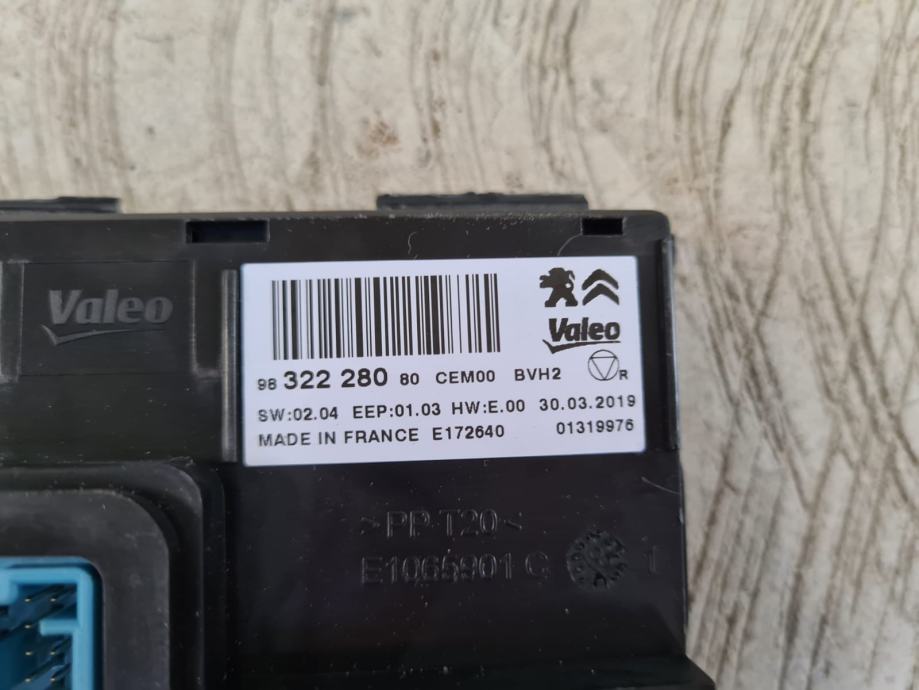 Valeo
Valeo
98 322 280 80 CEM00 BVH2 R
SW:02.04 EEP:01.03 HW:E.00 30.03.2019
MADE IN FRANCE E172640 01319976
>PP-T20<
E1065901 C 1